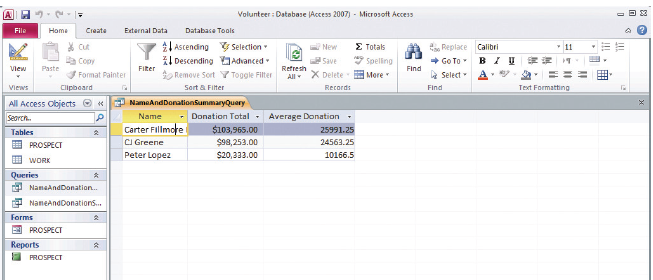 Volunteer : Database (Access 2007) - Microsoft Access
File Home Create External Data Database Tools
View
Views
Cut
Copy
Format Painter
Clipboard
Filter
Ascending
Descending
Remove Sort
Selection
Advanced
Toggle Filter
Sort & Filter
Refresh All
New
Save
Delete
Totals
Spelling
More
Records
Find
Replace
Go To
Select
Find
Calibri 11
B I U
A
Text Formatting
All Access Objects
Search..
Tables
PROSPECT
WORK
Queries
NameAndDonation...
NameAndDonationS...
Forms
PROSPECT
Reports
PROSPECT
NameAndDonationSummaryQuery
Name Donation Total Average Donation
Carter Fillmore $103,965.00 25991.25
CJ Greene $98,253.00 24563.25
Peter Lopez $20,333.00 10166.5